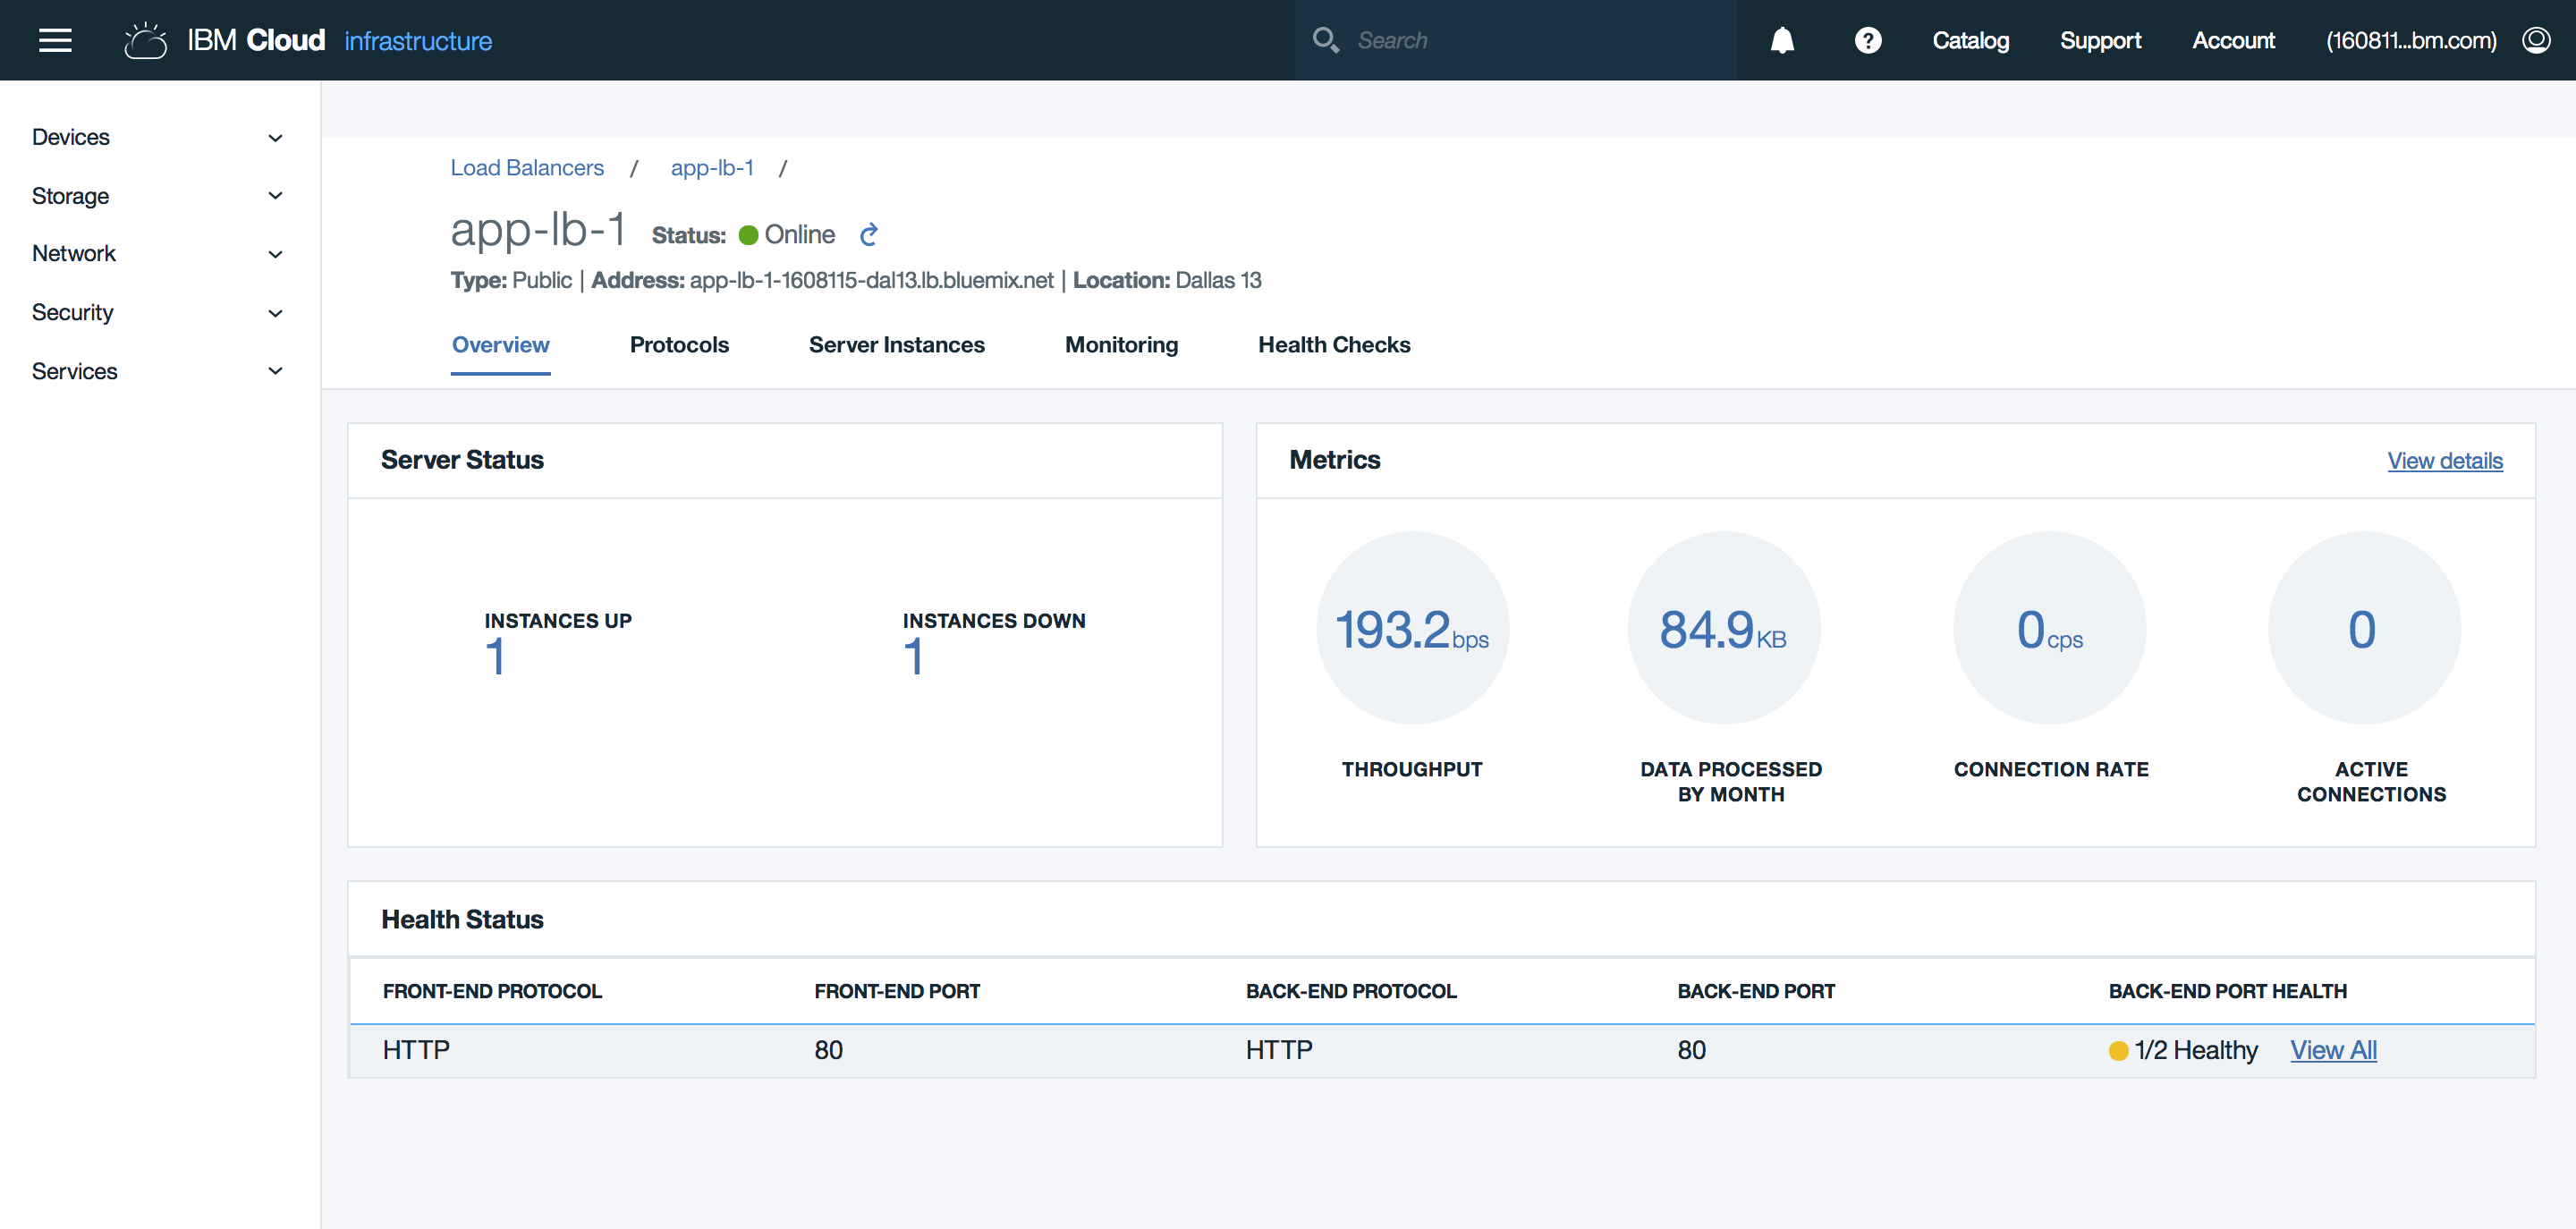 IBM Cloud infrastructure
Search
?
Catalog
Support
Account
(160811...bm.com)
Devices
Storage
Network
Security
Services
Load Balancers / app-lb-1 /
app-lb-1 Status: Online
Type: Public | Address: app-lb-1-1608115-dal13.lb.bluemix.net | Location: Dallas 13
Overview Protocols Server Instances Monitoring Health Checks
Server Status
INSTANCES UP
1
INSTANCES DOWN
1
Metrics
View details
193.2bps
THROUGHPUT
84.9KB
DATA PROCESSED
BY MONTH
0cps
CONNECTION RATE
0
ACTIVE
CONNECTIONS
Health Status
FRONT-END PROTOCOL FRONT-END PORT BACK-END PROTOCOL BACK-END PORT BACK-END PORT HEALTH
HTTP 80 HTTP 80 1/2 Healthy View All